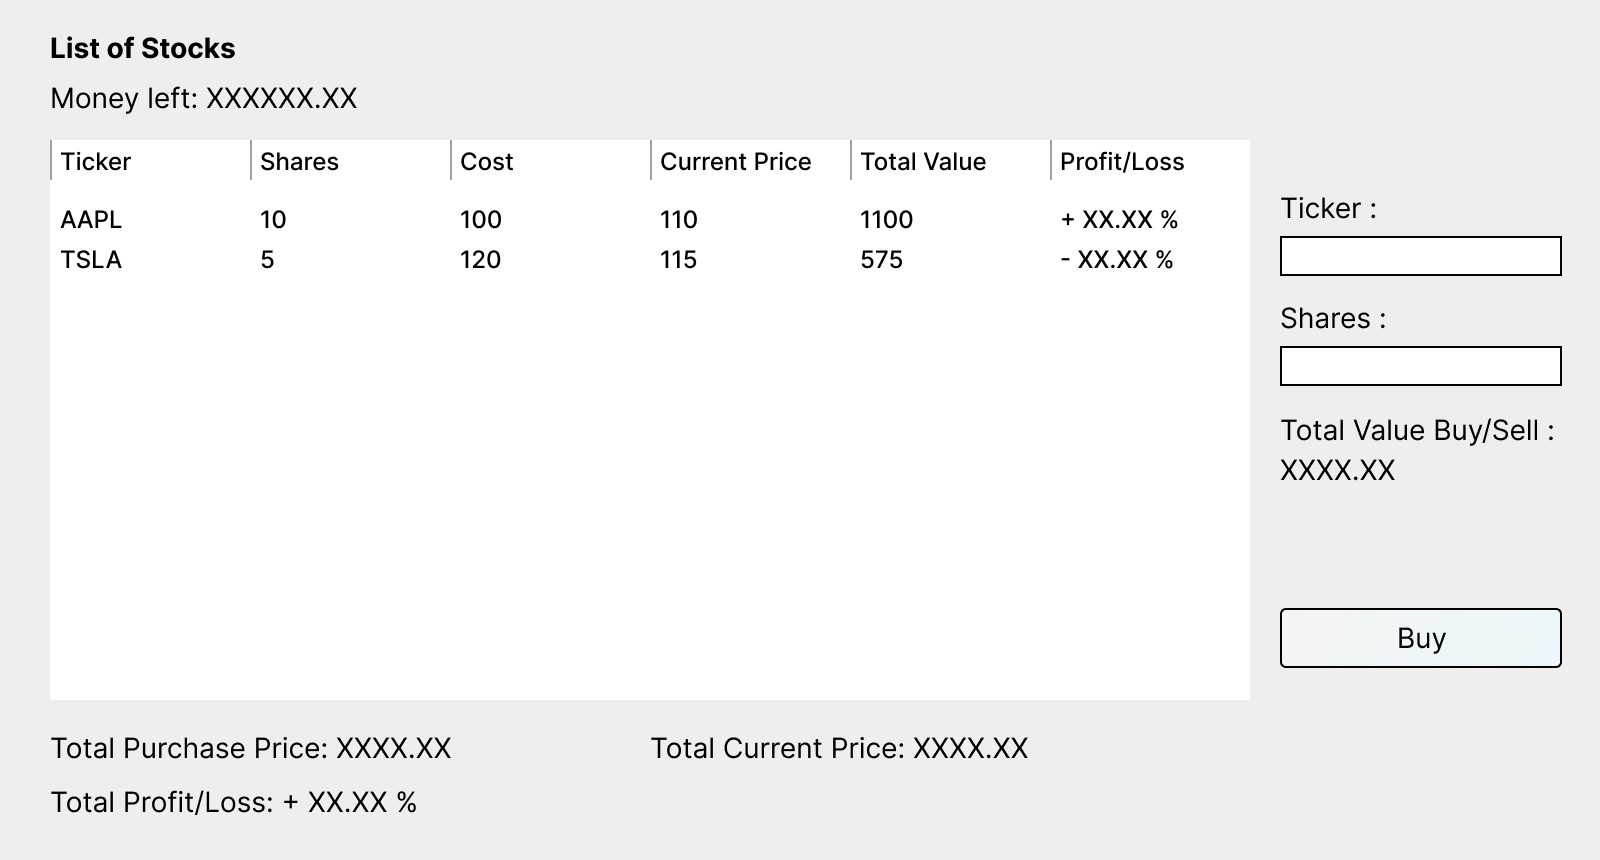 List of Stocks
Money left: XXXXXX.XX
Ticker Shares Cost Current Price Total Value Profit/Loss
AAPL 10 100 110 1100 + XX.XX %
TSLA 5 120 115 575 - XX.XX %
Ticker :
Shares :
Total Value Buy/Sell :
XXXX.XX
Buy
Total Purchase Price: XXXX.XX
Total Current Price: XXXX.XX
Total Profit/Loss: + XX.XX %